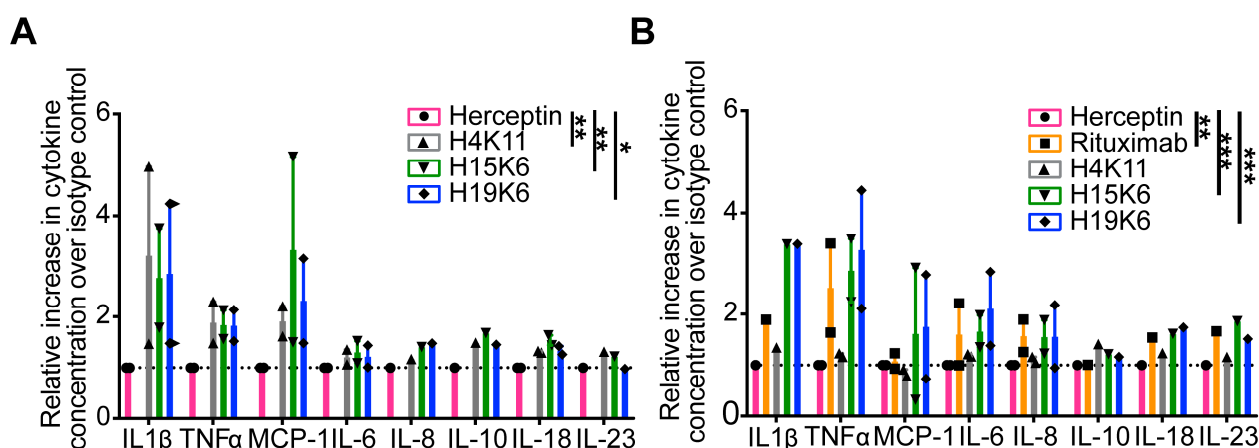 A
Relative increase in cytokine
concentration over isotype control
6
4
2
0
Herceptin
H4K11
H15K6
H19K6
**
**
*
IL1β TNFα MCP-1 IL-6 IL-8 IL-10 IL-18 IL-23
B
Relative increase in cytokine
concentration over isotype control
6
4
2
0
Herceptin
Rituximab
H4K11
H15K6
H19K6
**
***
***
IL1β TNFα MCP-1 IL-6 IL-8 IL-10 IL-18